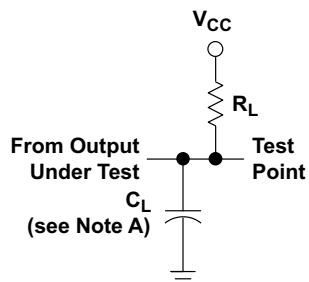 VCC
RL
From Output
Under Test
Test
Point
CL
(see Note A)